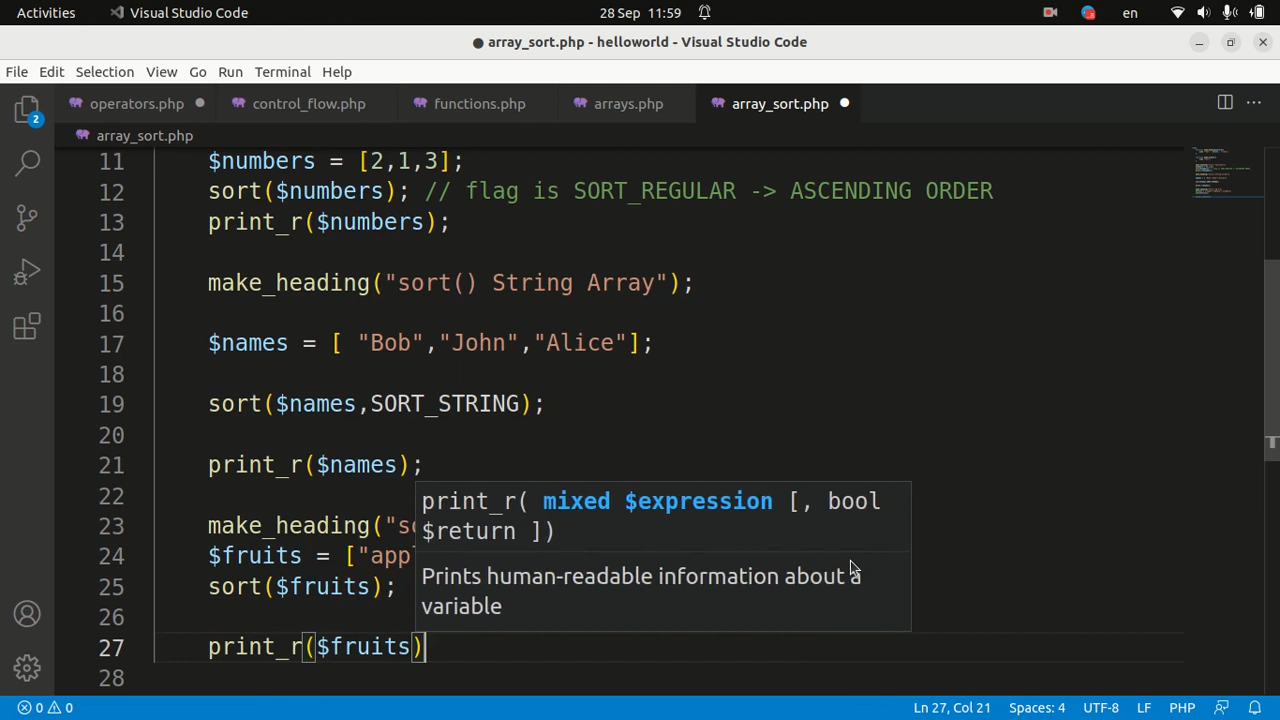 Activities Visual Studio Code 28 Sep 11:59 en
● array_sort.php - helloworld - Visual Studio Code
File Edit Selection View Go Run Terminal Help
operators.php control_flow.php functions.php arrays.php array_sort.php
2
array_sort.php
11 $numbers = [2,1,3];
12 sort($numbers); // flag is SORT_REGULAR -> ASCENDING ORDER
13 print_r($numbers);
14
15 make_heading("sort() String Array");
16
17 $names = [ "Bob","John","Alice"];
18
19 sort($names,SORT_STRING);
20
21 print_r($names);
22
print_r( mixed $expression [, bool
$return ])
Prints human-readable information about a
variable
23 make_heading("so
24 $fruits = ["appl
25 sort($fruits);
26
27 print_r($fruits)
28
0 0 Ln 27, Col 21 Spaces: 4 UTF-8 LF PHP